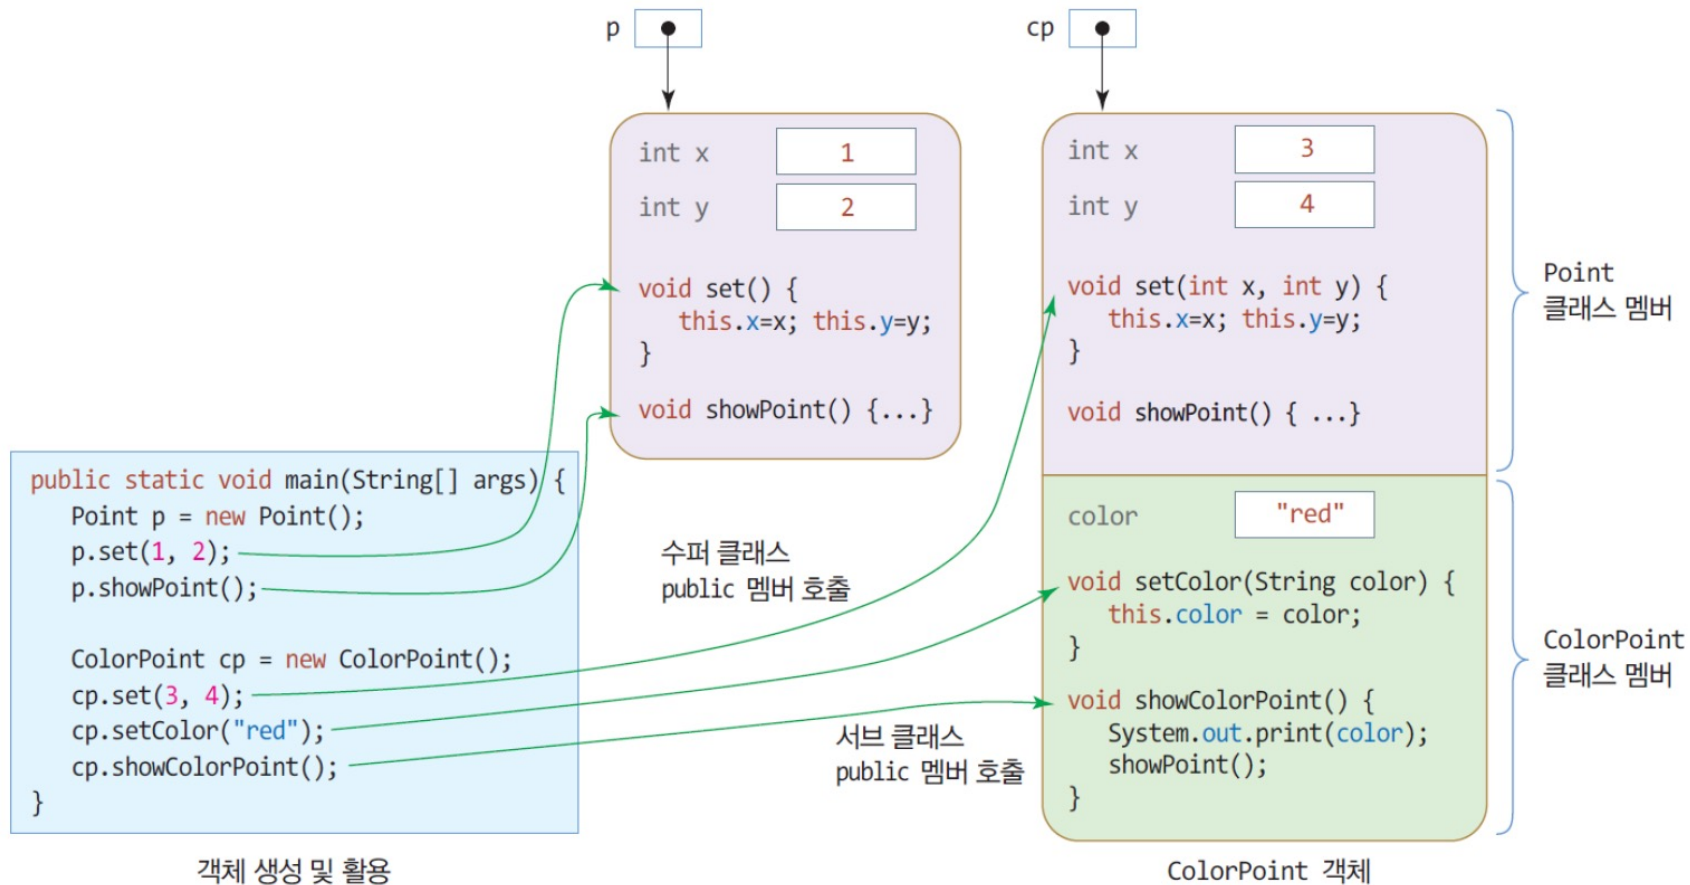 p
cp
int x 1
int y 2
void set() {
this.x=x; this.y=y;
}
void showPoint() {...}
int x 3
int y 4
void set(int x, int y) {
this.x=x; this.y=y;
}
void showPoint() { ...}
Point
클래스 멤버
color "red"
void setColor(String color) {
this.color = color;
}
void showColorPoint() {
System.out.print(color);
showPoint();
}
ColorPoint
클래스 멤버
public static void main(String[] args) {
Point p = new Point();
p.set(1, 2);
p.showPoint();
ColorPoint cp = new ColorPoint();
cp.set(3, 4);
cp.setColor("red");
cp.showColorPoint();
}
수퍼 클래스
public 멤버 호출
서브 클래스
public 멤버 호출
객체 생성 및 활용
ColorPoint 객체